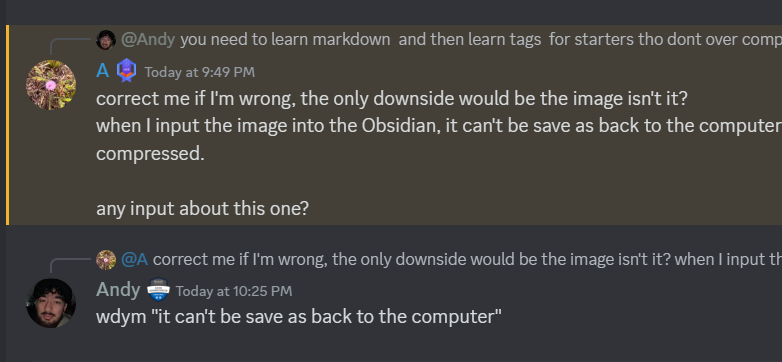 @Andy you need to learn markdown and then learn tags for starters tho dont over comp
A Today at 9:49 PM
correct me if I'm wrong, the only downside would be the image isn't it?
when I input the image into the Obsidian, it can't be save as back to the computer
compressed.
any input about this one?
@A correct me if I'm wrong, the only downside would be the image isn't it? when I input th
Andy Today at 10:25 PM
wdym "it can't be save as back to the computer"